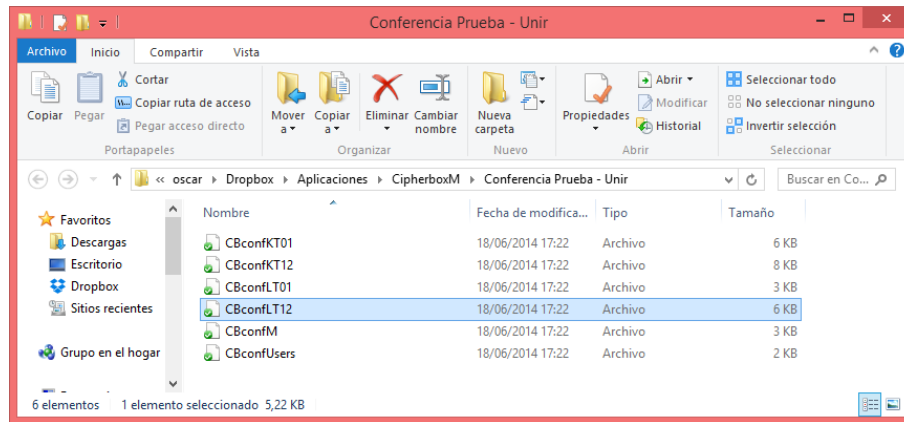 Conferencia Prueba - Unir
Archivo Inicio Compartir Vista
Copiar Pegar Cortar Copiar ruta de acceso Pegar acceso directo
Mover a Copiar a Eliminar Cambiar nombre
Nueva carpeta
Propiedades Abrir Modificar Historial
Seleccionar todo No seleccionar ninguno Invertir selección
Portapapeles Organizar Nuevo Abrir Seleccionar
« oscar Dropbox Aplicaciones CipherboxM Conferencia Prueba - Unir Buscar en Co...
Favoritos
Descargas
Escritorio
Dropbox
Sitios recientes
Grupo en el hogar
Nombre Fecha de modifica... Tipo Tamaño
CBconfKT01 18/06/2014 17:22 Archivo 6 KB
CBconfKT12 18/06/2014 17:22 Archivo 8 KB
CBconfLT01 18/06/2014 17:22 Archivo 3 KB
CBconfLT12 18/06/2014 17:22 Archivo 6 KB
CBconfM 18/06/2014 17:22 Archivo 3 KB
CBconfUsers 18/06/2014 17:22 Archivo 2 KB
6 elementos 1 elemento seleccionado 5,22 KB